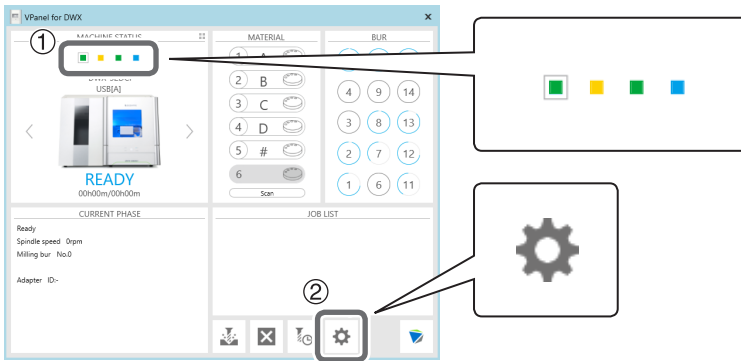 VPanel for DWX
x
①
MACHINE STATUS
USB[A]
READY
00h00m/00h00m
MATERIAL
1 A
2 B
3 C
4 D
5 #
6
Scan
BUR
4 9 14
3 8 13
2 7 12
1 6 11
CURRENT PHASE
Ready
Spindle speed 0rpm
Milling bur No.0
Adapter ID:-
JOB LIST
②